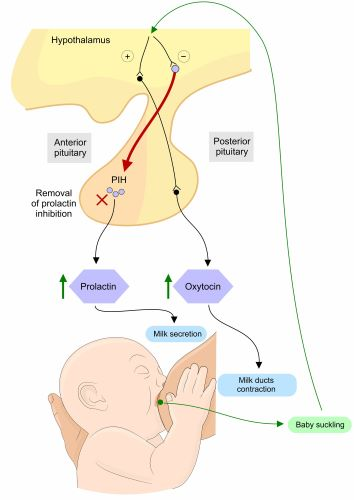 Hypothalamus
+
−
Anterior
pituitary
Posterior
pituitary
PIH
Removal
of prolactin
inhibition
Prolactin
Oxytocin
Milk secretion
Milk ducts
contraction
Baby suckling